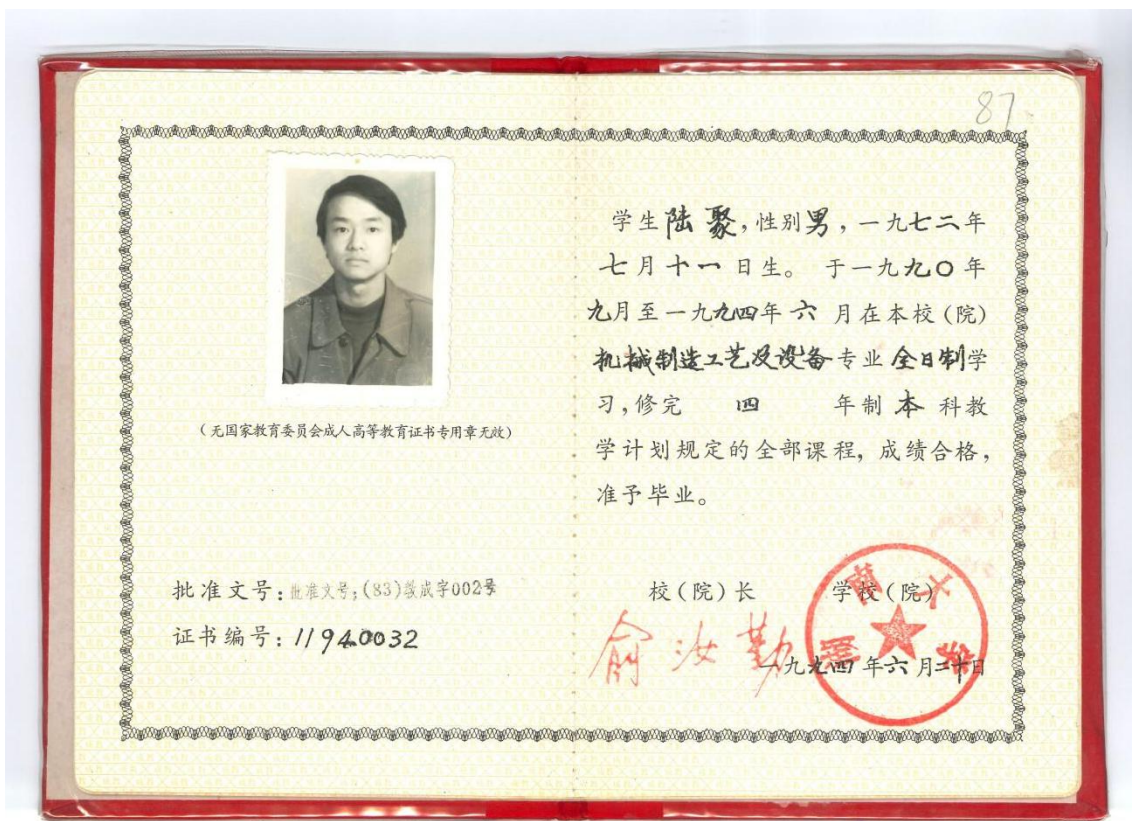 87
学生陆聚,性别男,一九七二年
七月十一日生。于一九九〇年
九月至一九九四年六月在本校(院)
机械制造工艺及设备专业全日制学
习,修完 四 年制本科教
学计划规定的全部课程,成绩合格,
准予毕业。
(无国家教育委员会成人高等教育证书专用章无效)
批准文号:批准文号;(83)教成字002号
证书编号:11940032
校(院)长 学校(院)
俞汝勤
湖南大学
一九九四年六月二十日